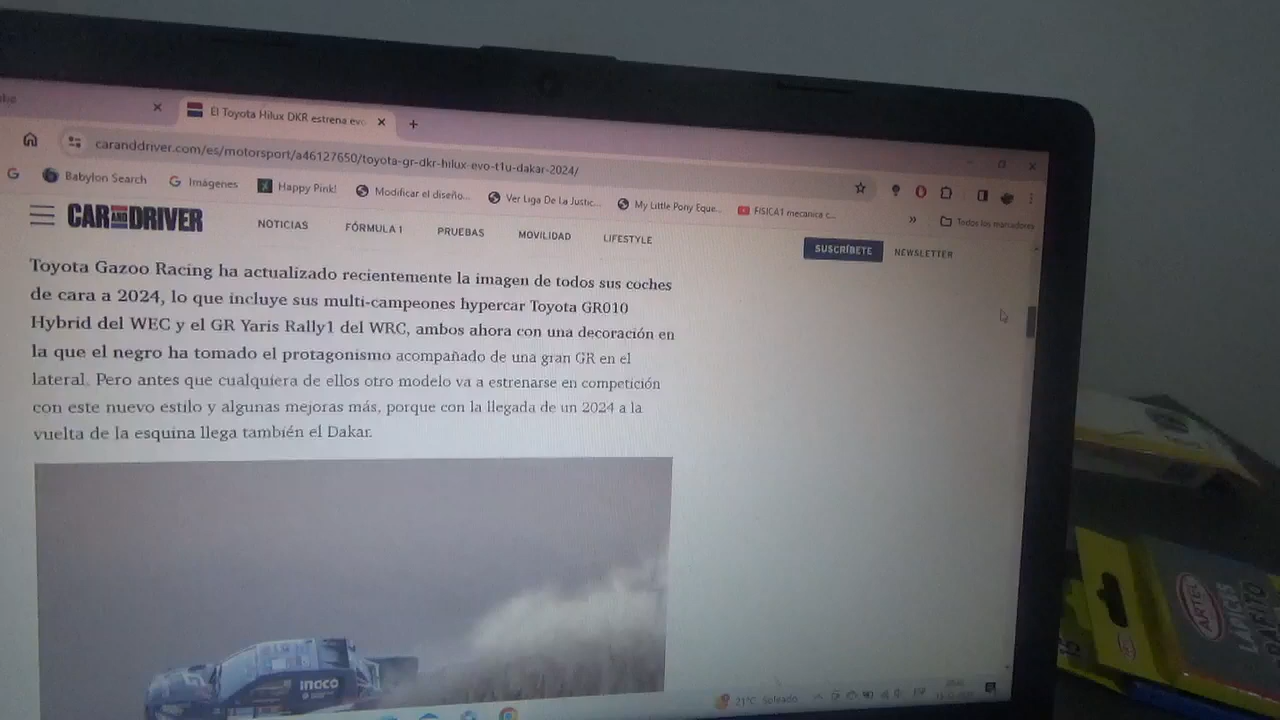 El Toyota Hilux DKR estrena evo
caranddriver.com/es/motorsport/a46127650/toyota-gr-dkr-hilux-evo-t1u-dakar-2024/
Babylon Search Imágenes Happy Pink! Modificar el diseño... Ver Liga De La Justic... My Little Pony Eque... FISICA1 mecanica c... » Todos los marcadores
CAR AND DRIVER NOTICIAS FÓRMULA 1 PRUEBAS MOVILIDAD LIFESTYLE SUSCRÍBETE NEWSLETTER
Toyota Gazoo Racing ha actualizado recientemente la imagen de todos sus coches
de cara a 2024, lo que incluye sus multi-campeones hypercar Toyota GR010
Hybrid del WEC y el GR Yaris Rally1 del WRC, ambos ahora con una decoración en
la que el negro ha tomado el protagonismo acompañado de una gran GR en el
lateral. Pero antes que cualquiera de ellos otro modelo va a estrenarse en competición
con este nuevo estilo y algunas mejoras más, porque con la llegada de un 2024 a la
vuelta de la esquina llega también el Dakar.
inaco
21°C Soleado
ARTEL